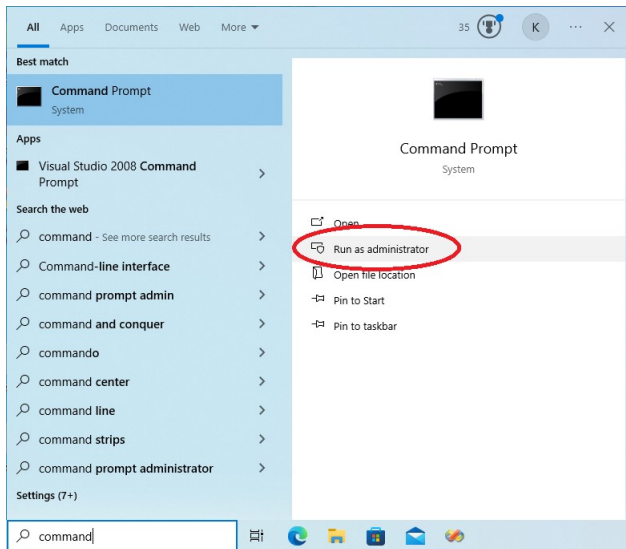 All Apps Documents Web More 35 K ...
Best match
Command Prompt
System
Apps
Visual Studio 2008 Command
Prompt
Search the web
command - See more search results
Command-line interface
command prompt admin
command and conquer
commando
command center
command line
command strips
command prompt administrator
Settings (7+)
command
Command Prompt
System
Open
Run as administrator
Open file location
Pin to Start
Pin to taskbar